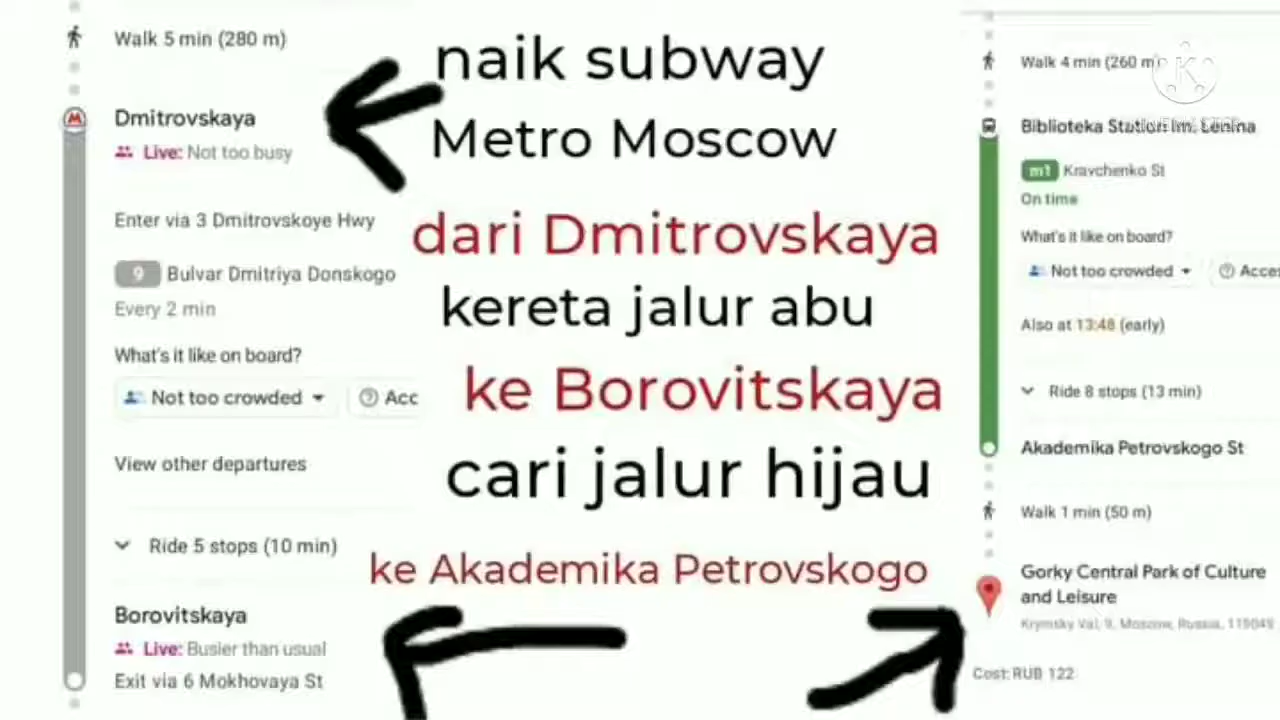 Walk 5 min (280 m)
Dmitrovskaya
Live: Not too busy
Enter via 3 Dmitrovskoye Hwy
9 Bulvar Dmitriya Donskogo
Every 2 min
What's it like on board?
Not too crowded
Acc
View other departures
Ride 5 stops (10 min)
Borovitskaya
Live: Busier than usual
Exit via 6 Mokhovaya St
naik subway
Metro Moscow
dari Dmitrovskaya
kereta jalur abu
ke Borovitskaya
cari jalur hijau
ke Akademika Petrovskogo
Walk 4 min (260 m)
Biblioteka Station Im. Lenina
m1 Kravchenko St
On time
What's it like on board?
Not too crowded
Acces
Also at 13:48 (early)
Ride 8 stops (13 min)
Akademika Petrovskogo St
Walk 1 min (50 m)
Gorky Central Park of Culture
and Leisure
Krymsky Val, 9, Moscow, Russia, 119049
Cost: RUB 122